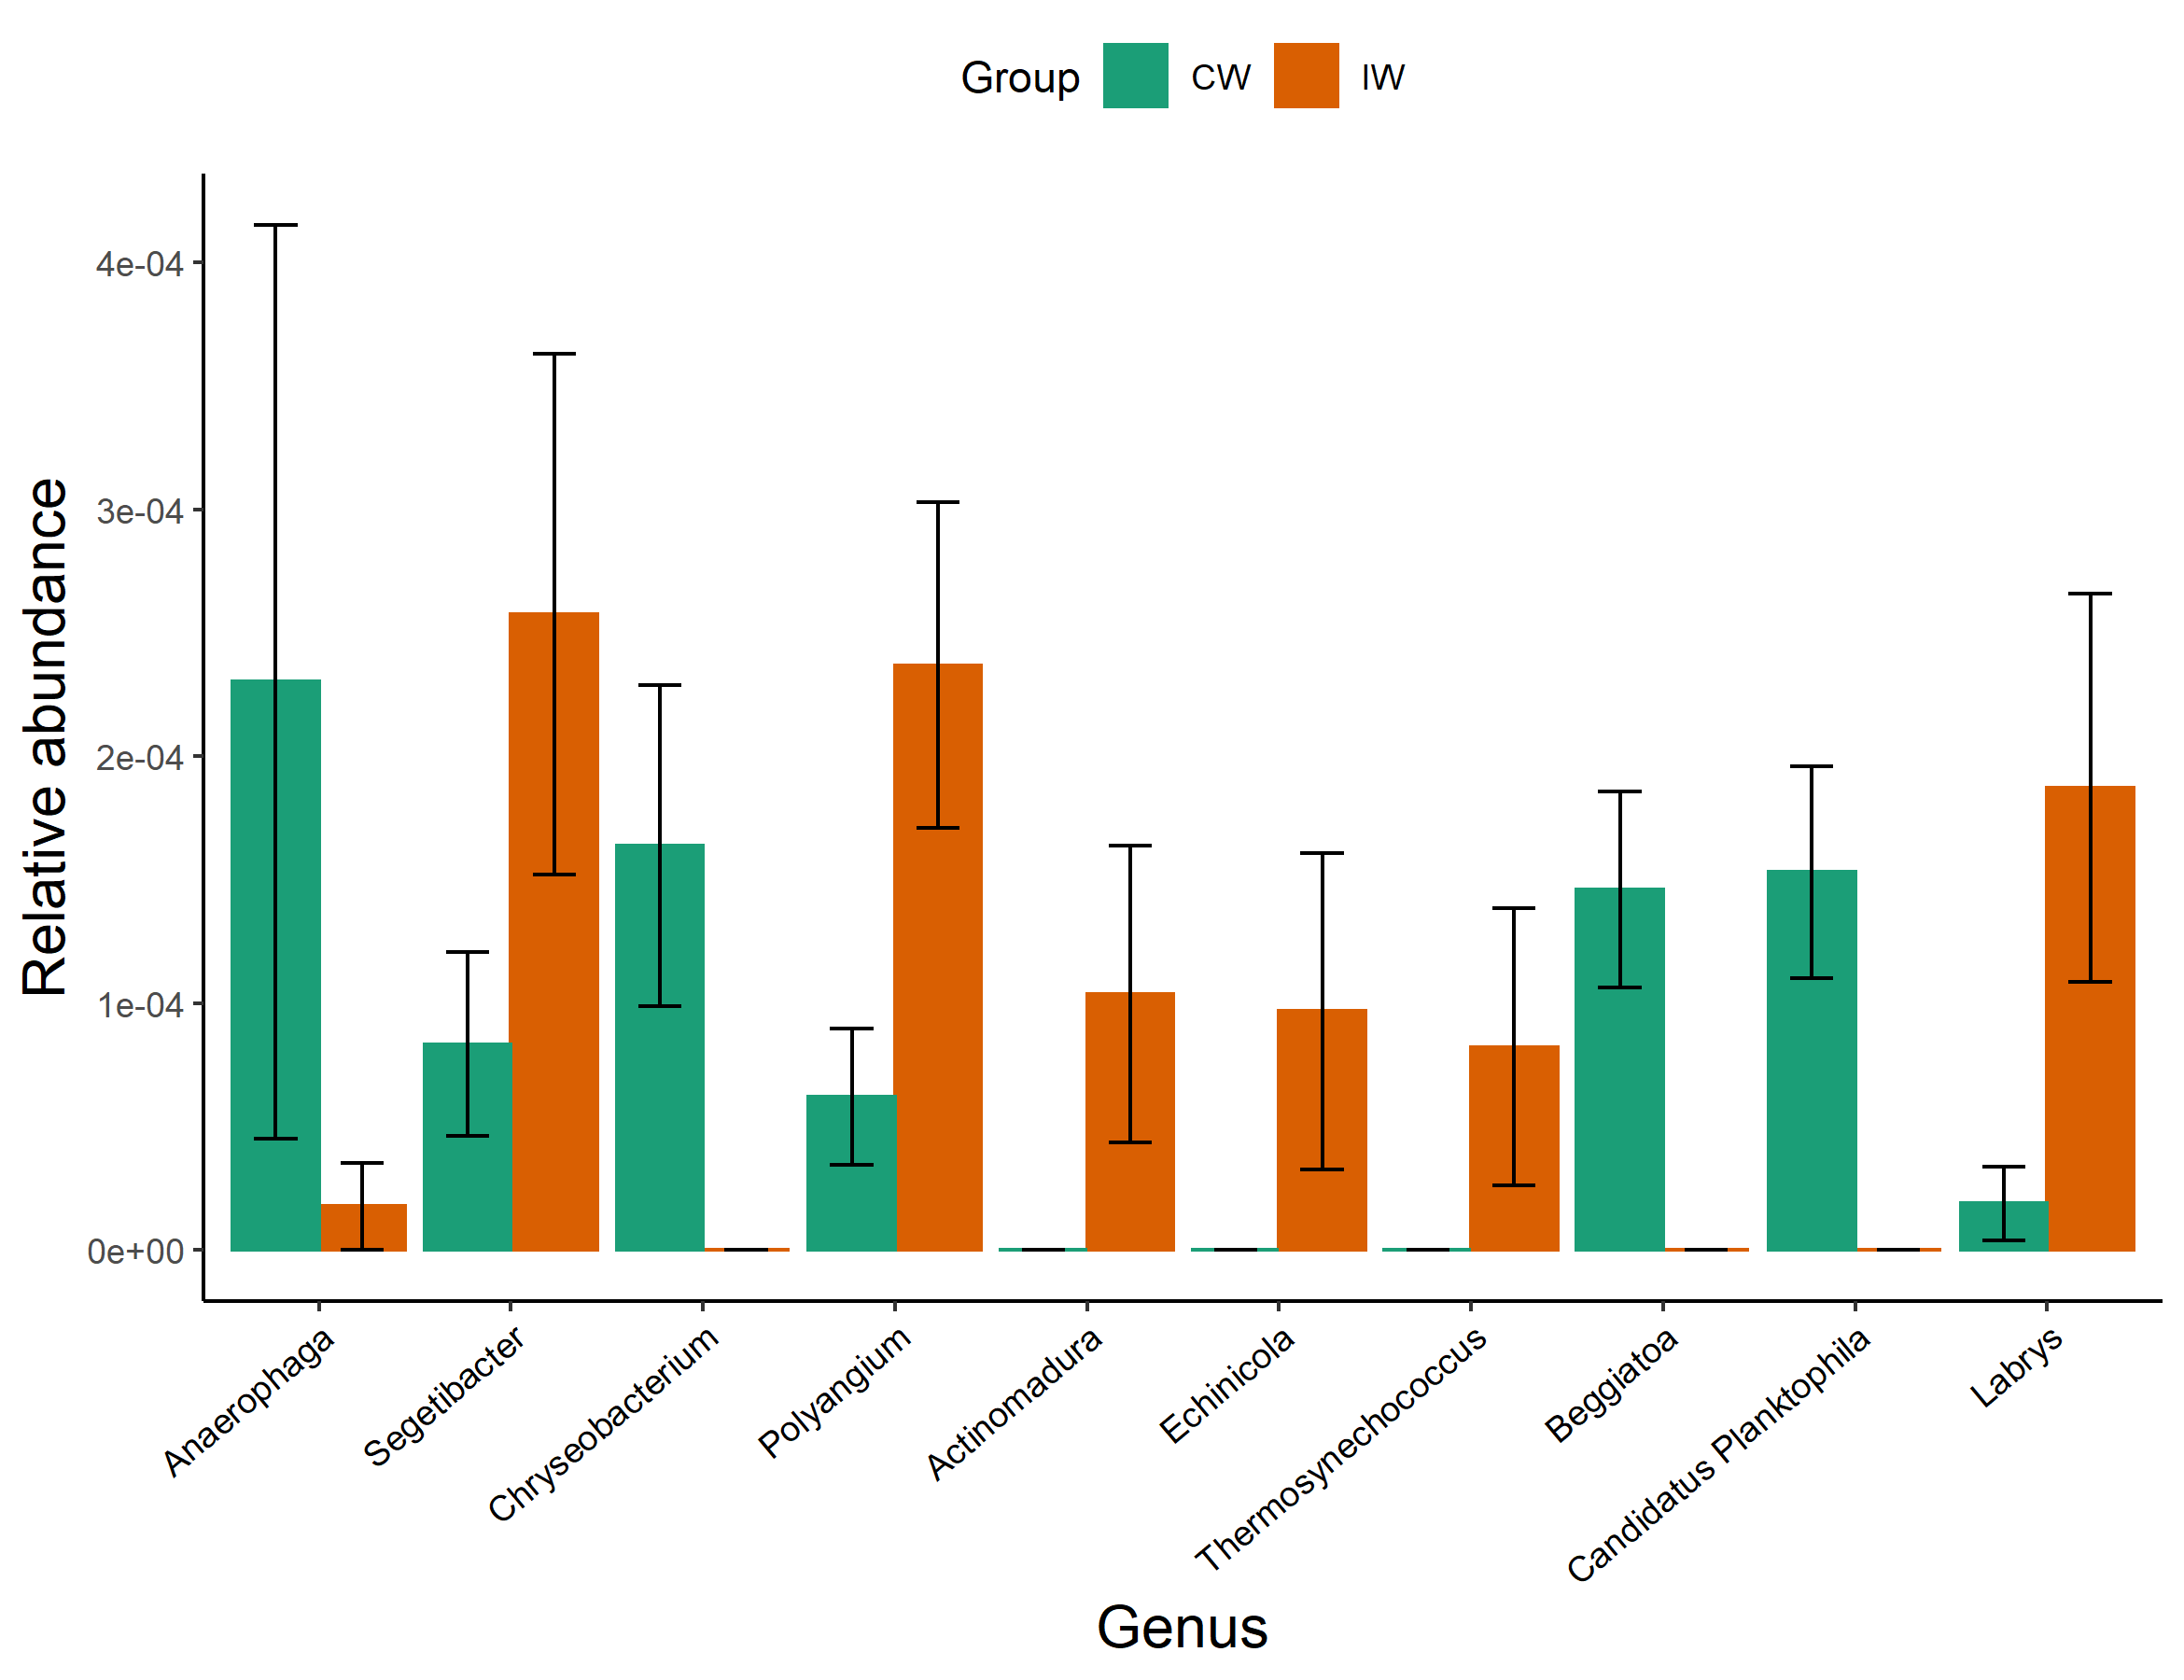 Group CW IW
Relative abundance
4e-04
3e-04
2e-04
1e-04
0e+00
Anaerophaga
Segetibacter
Chryseobacterium
Polyangium
Actinomadura
Echinicola
Thermosynechococcus
Beggiatoa
Candidatus Planktophila
Labrys
Genus